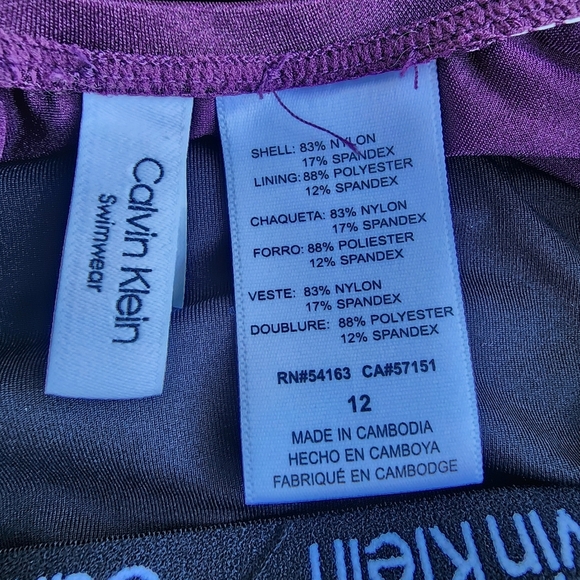 Calvin Klein
Swimwear
SHELL: 83% NYLON
17% SPANDEX
LINING: 88% POLYESTER
12% SPANDEX
CHAQUETA: 83% NYLON
17% SPANDEX
FORRO: 88% POLIESTER
12% SPANDEX
VESTE: 83% NYLON
17% SPANDEX
DOUBLURE: 88% POLYESTER
12% SPANDEX
RN#54163 CA#57151
12
MADE IN CAMBODIA
HECHO EN CAMBOYA
FABRIQUÉ EN CAMBODGE
vin Klein